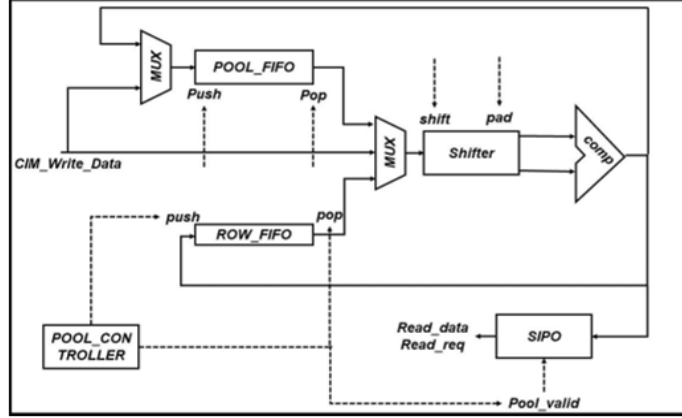 MUX
POOL_FIFO
Push
Pop
shift
pad
CIM_Write_Data
MUX
Shifter
comp
push
pop
ROW_FIFO
POOL_CON
TROLLER
Read_data
Read_req
SIPO
Pool_valid